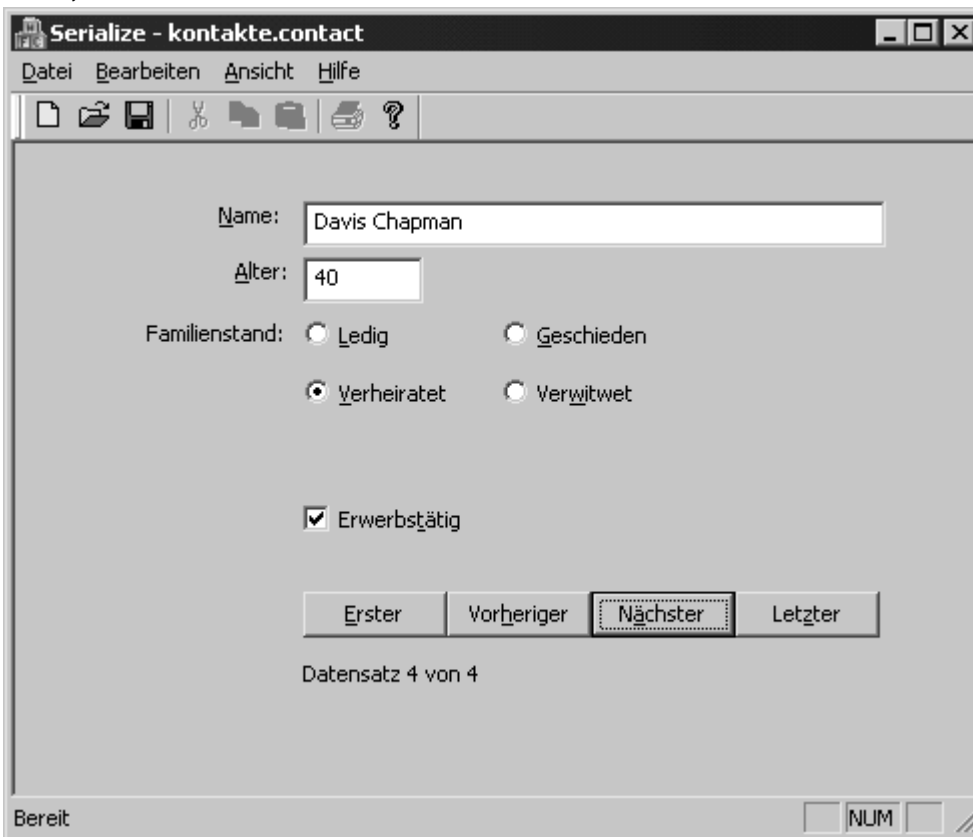 Serialize - kontakte.contact
Datei Bearbeiten Ansicht Hilfe
Name: Davis Chapman
Alter: 40
Familienstand: Ledig Geschieden
Verheiratet Verwitwet
Erwerbstätig
Erster Vorheriger Nächster Letzter
Datensatz 4 von 4
Bereit NUM